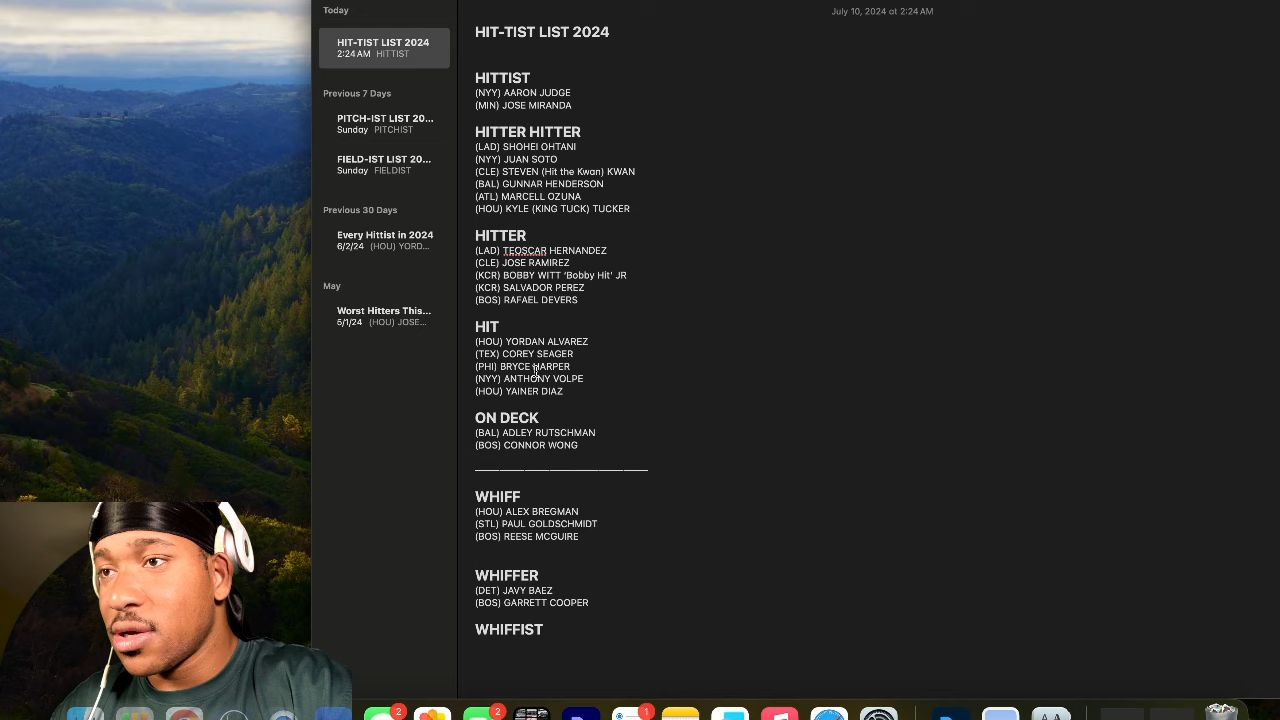 Today
HIT-TIST LIST 2024
2:24 AM HITTIST
Previous 7 Days
PITCH-IST LIST 20...
Sunday PITCHIST
FIELD-IST LIST 20...
Sunday FIELDIST
Previous 30 Days
Every Hittist in 2024
6/2/24 (HOU) YORD...
May
Worst Hitters This...
5/1/24 (HOU) JOSE...
July 10, 2024 at 2:24 AM
HIT-TIST LIST 2024
HITTIST
(NYY) AARON JUDGE
(MIN) JOSE MIRANDA
HITTER HITTER
(LAD) SHOHEI OHTANI
(NYY) JUAN SOTO
(CLE) STEVEN (Hit the Kwan) KWAN
(BAL) GUNNAR HENDERSON
(ATL) MARCELL OZUNA
(HOU) KYLE (KING TUCK) TUCKER
HITTER
(LAD) TEOSCAR HERNANDEZ
(CLE) JOSE RAMIREZ
(KCR) BOBBY WITT ‘Bobby Hit’ JR
(KCR) SALVADOR PEREZ
(BOS) RAFAEL DEVERS
HIT
(HOU) YORDAN ALVAREZ
(TEX) COREY SEAGER
(PHI) BRYCE HARPER
(NYY) ANTHONY VOLPE
(HOU) YAINER DIAZ
ON DECK
(BAL) ADLEY RUTSCHMAN
(BOS) CONNOR WONG
WHIFF
(HOU) ALEX BREGMAN
(STL) PAUL GOLDSCHMIDT
(BOS) REESE MCGUIRE
WHIFFER
(DET) JAVY BAEZ
(BOS) GARRETT COOPER
WHIFFIST
2
2
1